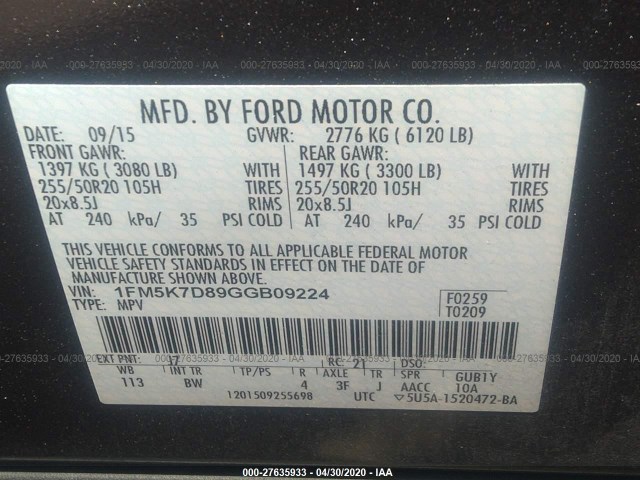 000-27635933 - 04/30/2020 - IAA
MFD. BY FORD MOTOR CO.
DATE: 09/15 GVWR: 2776 KG ( 6120 LB)
FRONT GAWR: REAR GAWR:
1397 KG ( 3080 LB) WITH 1497 KG ( 3300 LB) WITH
255/50R20 105H TIRES 255/50R20 105H TIRES
20x8.5J RIMS 20x8.5J RIMS
AT 240 kPa/ 35 PSI COLD AT 240 kPa/ 35 PSI COLD
THIS VEHICLE CONFORMS TO ALL APPLICABLE FEDERAL MOTOR
VEHICLE SAFETY STANDARDS IN EFFECT ON THE DATE OF
MANUFACTURE SHOWN ABOVE.
VIN: 1FM5K7D89GGB09224 F0259
TYPE: MPV T0209
EXT PNT: RC: 21 DSO:
WB INT TR TP/PS R AXLE TR SPR GUB1Y
113 BW 4 3F J AACC 10A
1201509255698 UTC ▽5U5A-1520472-BA
000-27635933 - 04/30/2020 - IAA